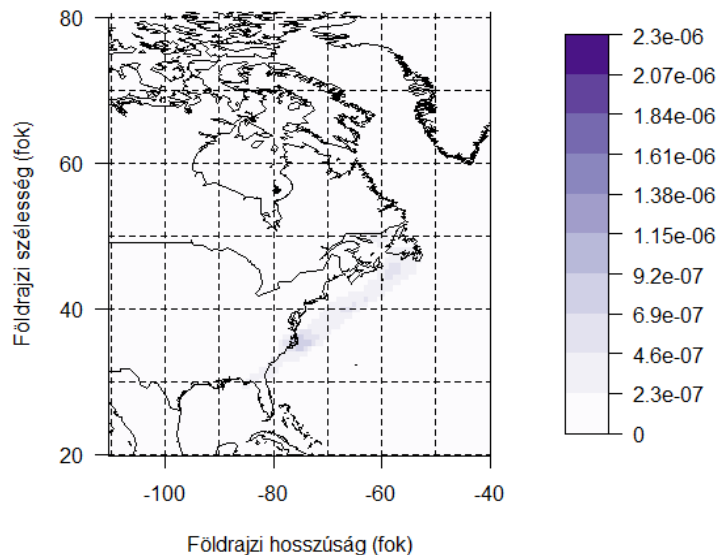 80
60
40
20
Földrajzi szélesség (fok)
-100
-80
-60
-40
Földrajzi hosszúság (fok)
2.3e-06
2.07e-06
1.84e-06
1.61e-06
1.38e-06
1.15e-06
9.2e-07
6.9e-07
4.6e-07
2.3e-07
0